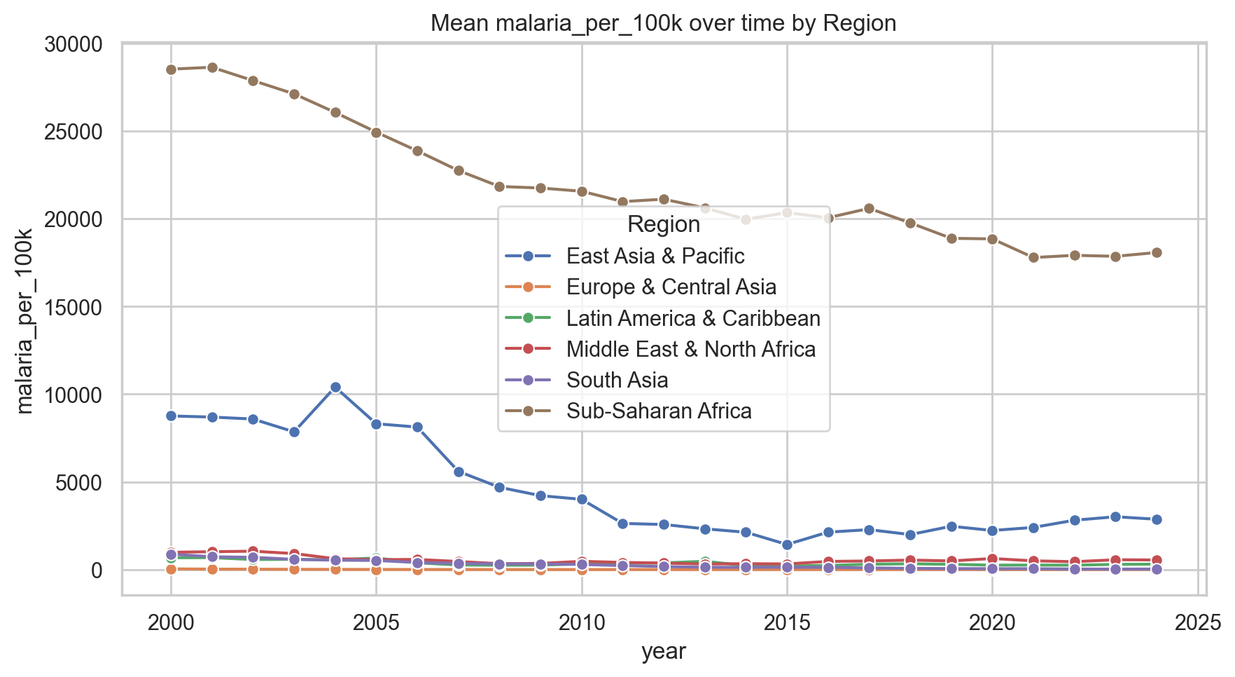 Mean malaria_per_100k over time by Region
malaria_per_100k
30000
25000
20000
15000
10000
5000
0
Region
East Asia & Pacific
Europe & Central Asia
Latin America & Caribbean
Middle East & North Africa
South Asia
Sub-Saharan Africa
2000 2005 2010 2015 2020 2025
year